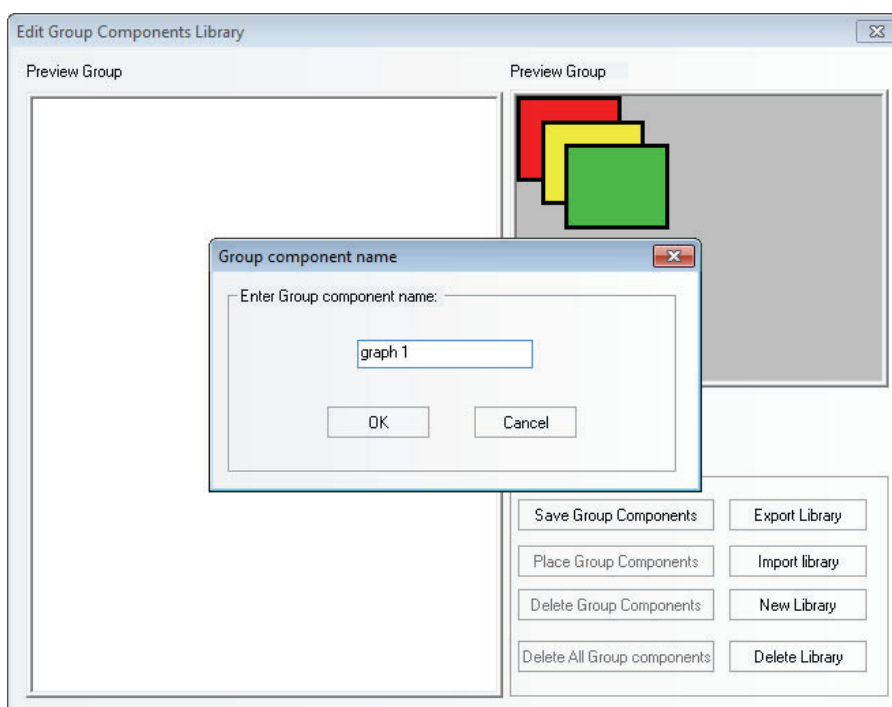 Edit Group Components Library
Preview Group
Preview Group
Group component name
Enter Group component name:
graph 1
OK
Cancel
Save Group Components
Export Library
Place Group Components
Import library
Delete Group Components
New Library
Delete All Group components
Delete Library